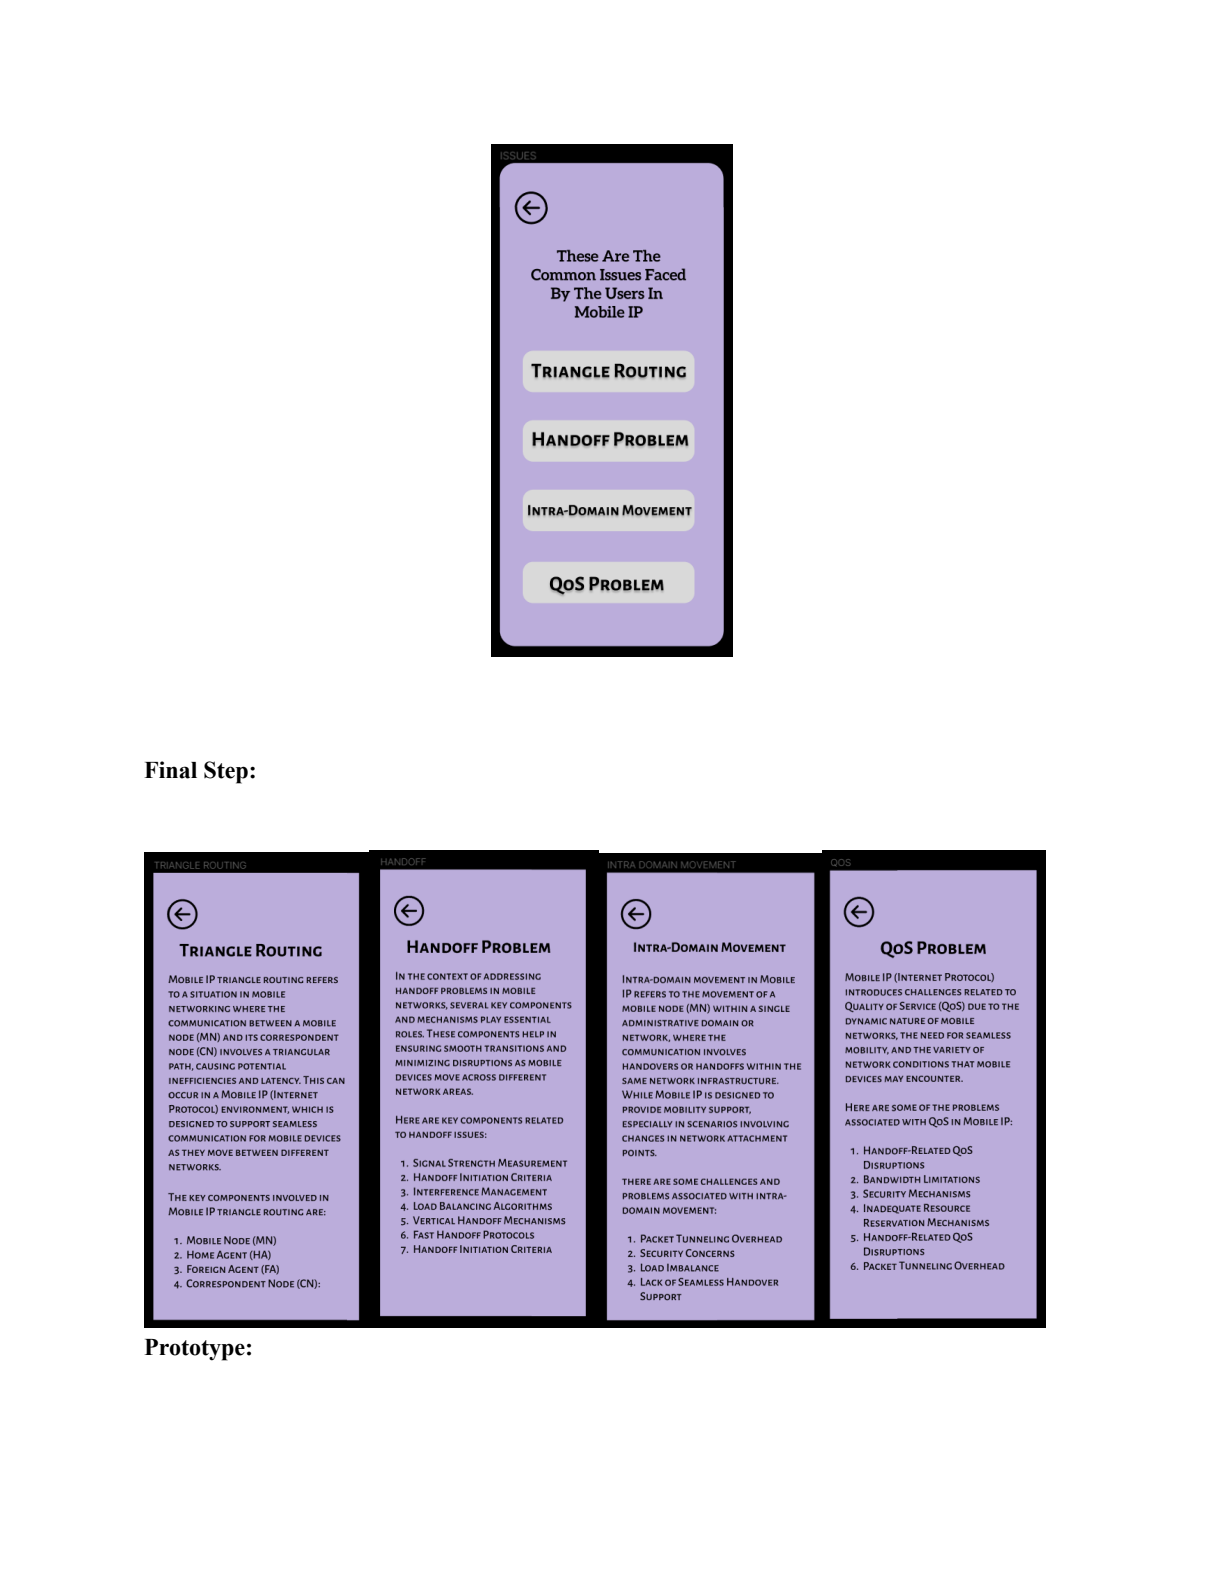 ISSUES
These Are The
Common Issues Faced
By The Users In
Mobile IP
Triangle Routing
Handoff Problem
Intra-Domain Movement
QoS Problem
Final Step:
TRIANGLE ROUTING
Triangle Routing
Mobile IP triangle routing refers
to a situation in mobile
networking where the
communication between a mobile
node (MN) and its correspondent
node (CN) involves a triangular
path, causing potential
inefficiencies and latency. This can
occur in a Mobile IP (Internet
Protocol) environment, which is
designed to support seamless
communication for mobile devices
as they move between different
networks.
The key components involved in
Mobile IP triangle routing are:
1. Mobile Node (MN)
2. Home Agent (HA)
3. Foreign Agent (FA)
4. Correspondent Node (CN):
HANDOFF
Handoff Problem
In the context of addressing
handoff problems in mobile
networks, several key components
and mechanisms play essential
roles. These components help in
ensuring smooth transitions and
minimizing disruptions as mobile
devices move across different
network areas.
Here are key components related
to handoff issues:
1. Signal Strength Measurement
2. Handoff Initiation Criteria
3. Interference Management
4. Load Balancing Algorithms
5. Vertical Handoff Mechanisms
6. Fast Handoff Protocols
7. Handoff Initiation Criteria
INTRA DOMAIN MOVEMENT
Intra-Domain Movement
Intra-domain movement in Mobile
IP refers to the movement of a
mobile node (MN) within a single
administrative domain or
network, where the
communication involves
handovers or handoffs within the
same network infrastructure.
While Mobile IP is designed to
provide mobility support,
especially in scenarios involving
changes in network attachment
points.
there are some challenges and
problems associated with intra-
domain movement:
1. Packet Tunneling Overhead
2. Security Concerns
3. Load Imbalance
4. Lack of Seamless Handover
Support
QOS
QoS Problem
Mobile IP (Internet Protocol)
introduces challenges related to
Quality of Service (QoS) due to the
dynamic nature of mobile
networks, the need for seamless
mobility, and the variety of
network conditions that mobile
devices may encounter.
Here are some of the problems
associated with QoS in Mobile IP:
1. Handoff-Related QoS
Disruptions
2. Bandwidth Limitations
3. Security Mechanisms
4. Inadequate Resource
Reservation Mechanisms
5. Handoff-Related QoS
Disruptions
6. Packet Tunneling Overhead
Prototype: